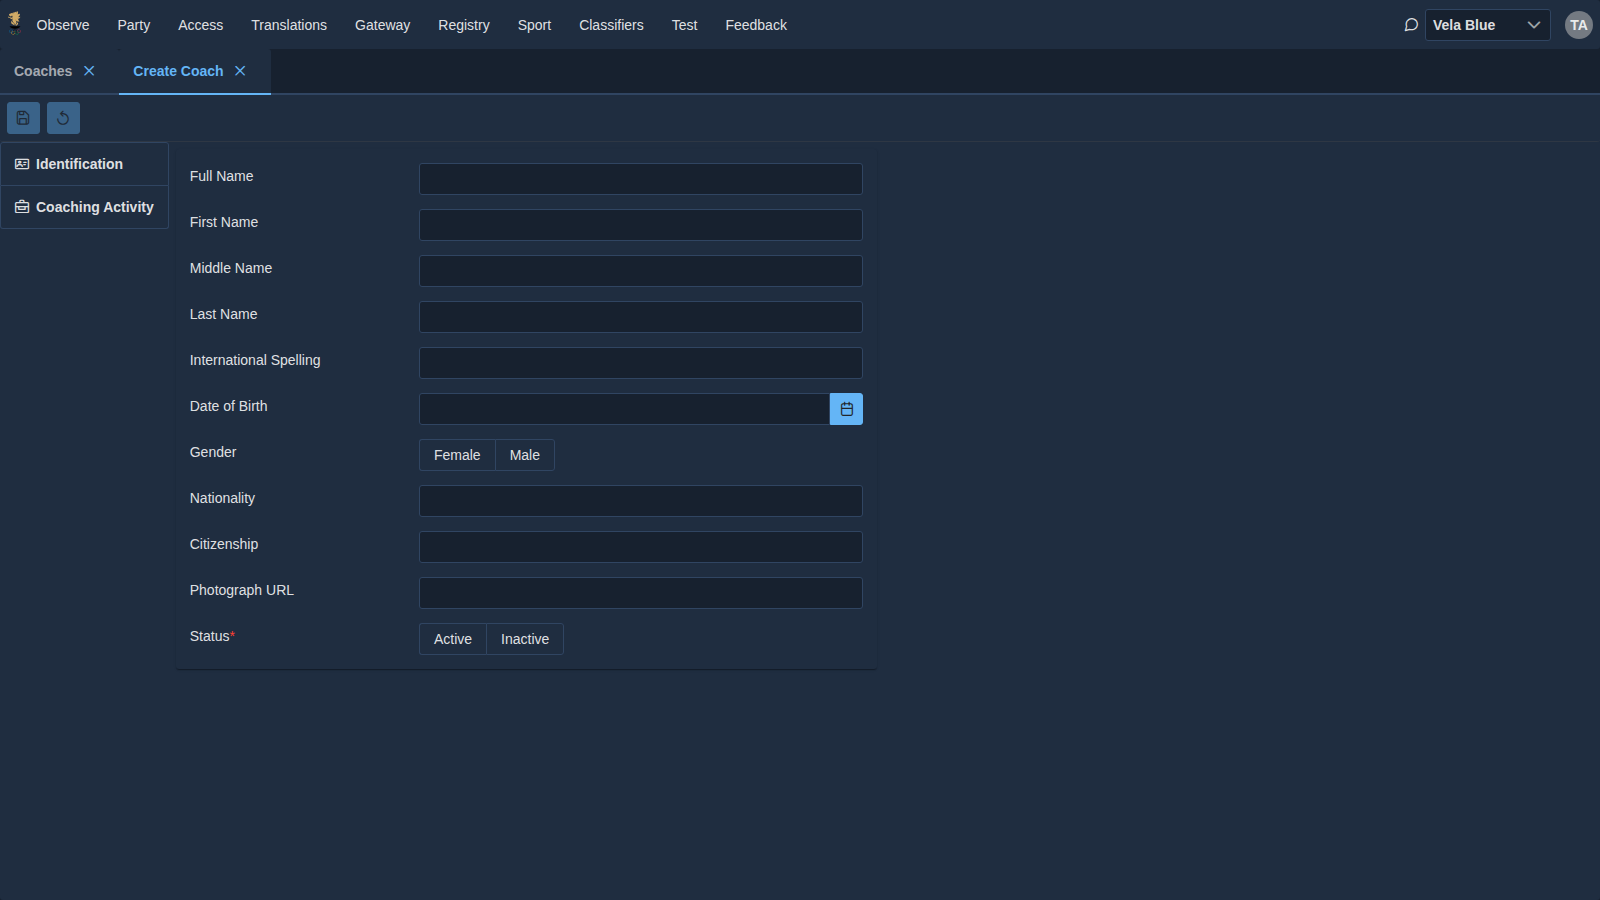 Observe Party Access Translations Gateway Registry Sport Classifiers Test Feedback Vela Blue TA
Coaches Create Coach
Identification
Coaching Activity
Full Name
First Name
Middle Name
Last Name
International Spelling
Date of Birth
Gender Female Male
Nationality
Citizenship
Photograph URL
Status* Active Inactive